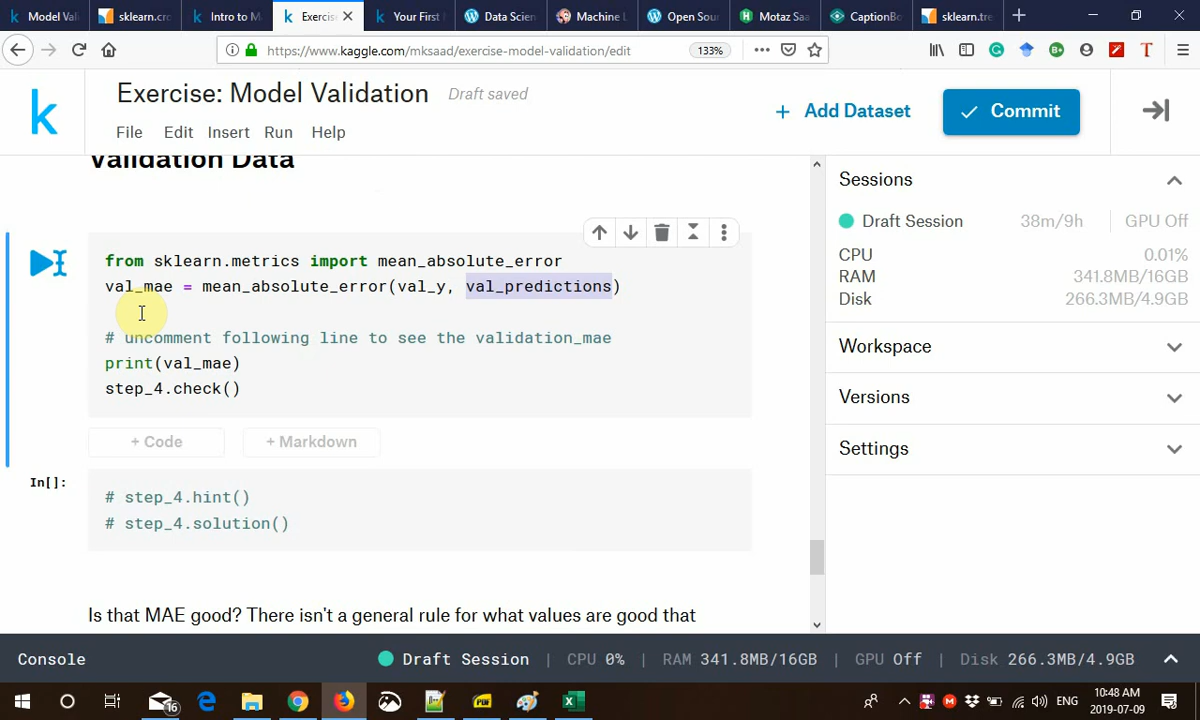 Model Vali
sklearn.cro
Intro to M
Exercise
Your First
Data Scien
Machine L
Open Sour
Motaz Saa
CaptionBo
sklearn.tre
https://www.kaggle.com/mksaad/exercise-model-validation/edit
133%
Exercise: Model Validation
Draft saved
File Edit Insert Run Help
+ Add Dataset
Commit
Validation Data
from sklearn.metrics import mean_absolute_error
val_mae = mean_absolute_error(val_y, val_predictions)
# uncomment following line to see the validation_mae
print(val_mae)
step_4.check()
+ Code
+ Markdown
In[]:
# step_4.hint()
# step_4.solution()
Is that MAE good? There isn't a general rule for what values are good that
Sessions
Draft Session 38m/9h GPU Off
CPU 0.01%
RAM 341.8MB/16GB
Disk 266.3MB/4.9GB
Workspace
Versions
Settings
Console
Draft Session | CPU 0% | RAM 341.8MB/16GB | GPU Off | Disk 266.3MB/4.9GB
16
ENG
10:48 AM
2019-07-09